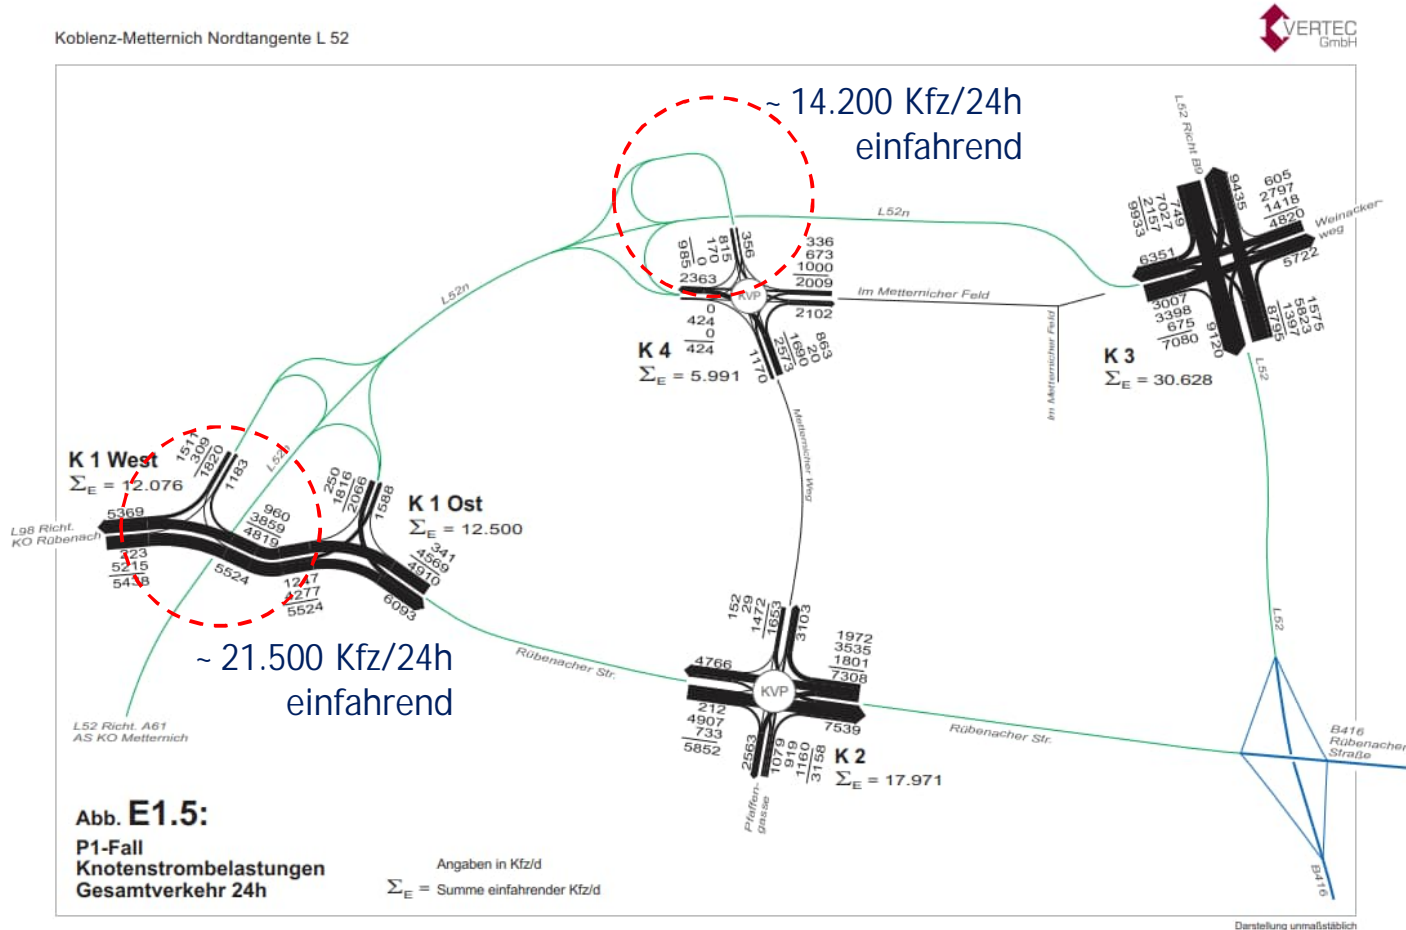 Koblenz-Metternich Nordtangente L 52
VERTEC
GmbH
~ 14.200 Kfz/24h
einfahrend
L52 Richt B9
9435
605
2797
1418
4820
Weinacker-
weg
5722
749
7027
2157
9933
6351
3007
3398
675
7080
9120
1575
5823
1397
8795
K 3
ΣE = 30.628
L52
L52n
356
815
170
0
985
2363
336
673
1000
2009
KVP
2102
0
424
0
424
863
20
1690
2573
1170
K 4
ΣE = 5.991
Im Metternicher Feld
Im Metternicher Feld
Metternicher Weg
L52n
L52n
K 1 West
ΣE = 12.076
1511
309
1820
1183
5369
L98 Richt.
KO Rübenach
223
5215
5438
960
3859
4819
5524
1247
4277
5524
250
1816
2066
1588
K 1 Ost
ΣE = 12.500
341
4569
4910
6093
~ 21.500 Kfz/24h
einfahrend
L52 Richt. A61
AS KO Metternich
Rübenacher Str.
152
29
1472
1653
3103
4766
1972
3535
1801
7308
KVP
212
4907
733
5852
7539
2563
1079
919
1160
3158
K 2
ΣE = 17.971
Pfaffen-
gasse
Rübenacher Str.
L52
B416
Rübenacher
Straße
B416
Abb. E1.5:
P1-Fall
Knotenstrombelastungen
Gesamtverkehr 24h
Angaben in Kfz/d
ΣE = Summe einfahrender Kfz/d
Darstellung unmaßstäblich